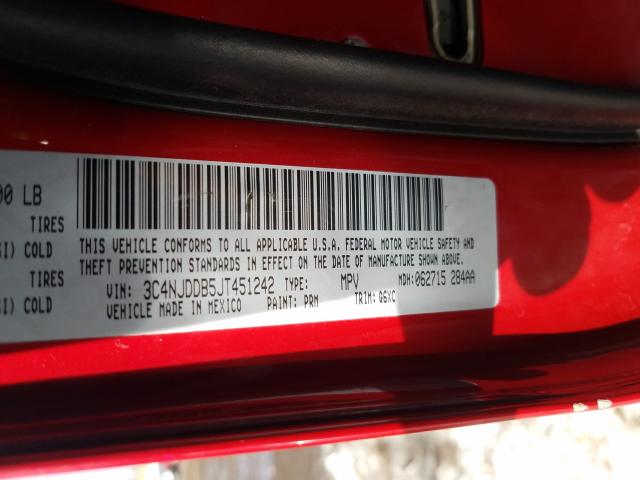 00 LB
TIRES
SI) COLD
TIRES
SI) COLD
THIS VEHICLE CONFORMS TO ALL APPLICABLE U.S.A. FEDERAL MOTOR VEHICLE SAFETY AND
THEFT PREVENTION STANDARDS IN EFFECT ON THE DATE OF MANUFACTURE SHOWN ABOVE.
VIN: 3C4NJDDB5JT451242 TYPE: MPV MDH:062715 284AA
VEHICLE MADE IN MEXICO PAINT: PRM TRIM: Q6XC